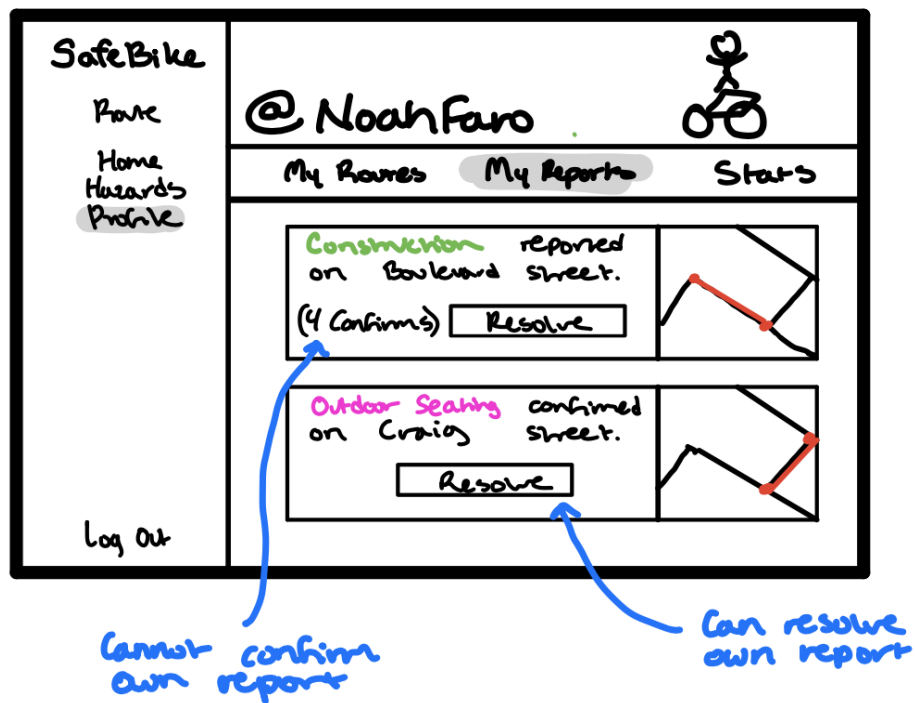 SafeBike
Route
Home
Hazards
Profile
Log Out
@NoahFaro
My Routes My Reports Stats
Construction reported
on Boulevard street.
(4 Confirms) Resolve
Outdoor Seating confirmed
on Craig street.
Resolve
Cannot confirm
own report
Can resolve
own report